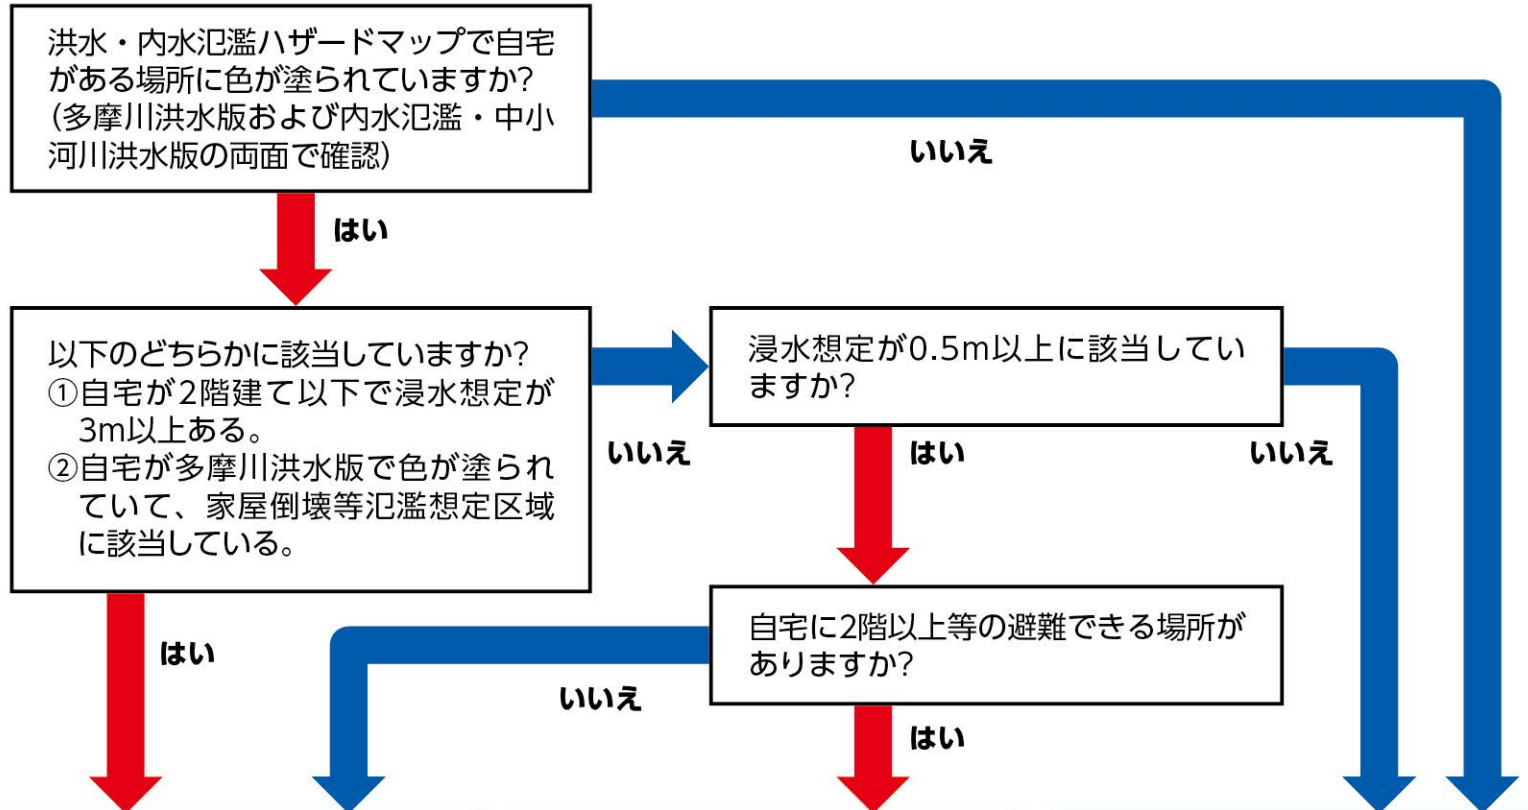 洪水・内水氾濫ハザードマップで自宅
がある場所に色が塗られていますか?
(多摩川洪水版および内水氾濫・中小
河川洪水版の両面で確認)
いいえ
はい
以下のどちらかに該当していますか?
①自宅が2階建て以下で浸水想定が
3m以上ある。
②自宅が多摩川洪水版で色が塗られ
ていて、家屋倒壊等氾濫想定区域
に該当している。
いいえ
浸水想定が0.5m以上に該当してい
ますか?
はい
いいえ
はい
自宅に2階以上等の避難できる場所が
ありますか?
いいえ
はい